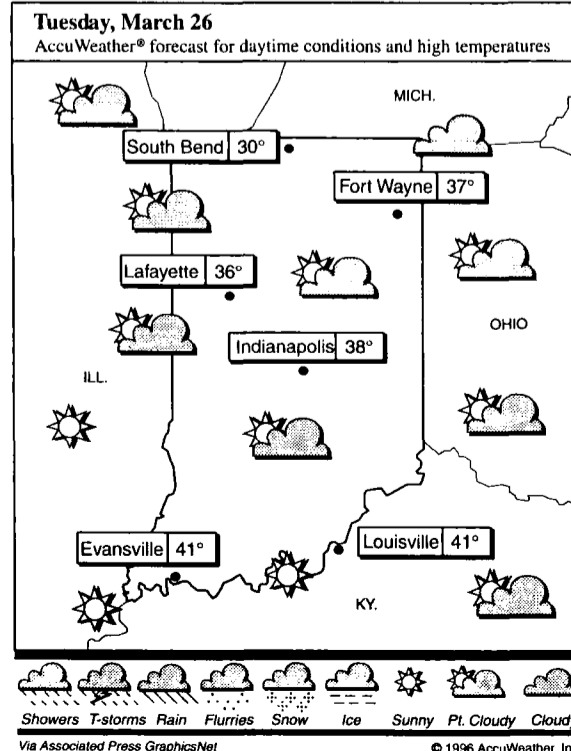 Tuesday, March 26
AccuWeather® forecast for daytime conditions and high temperatures
MICH.
South Bend 30°
Fort Wayne 37°
Lafayette 36°
OHIO
Indianapolis 38°
ILL.
Evansville 41°
Louisville 41°
KY.
Showers T-storms Rain Flurries Snow Ice Sunny Pt. Cloudy Cloudy
Via Associated Press GraphicsNet
© 1996 AccuWeather, In